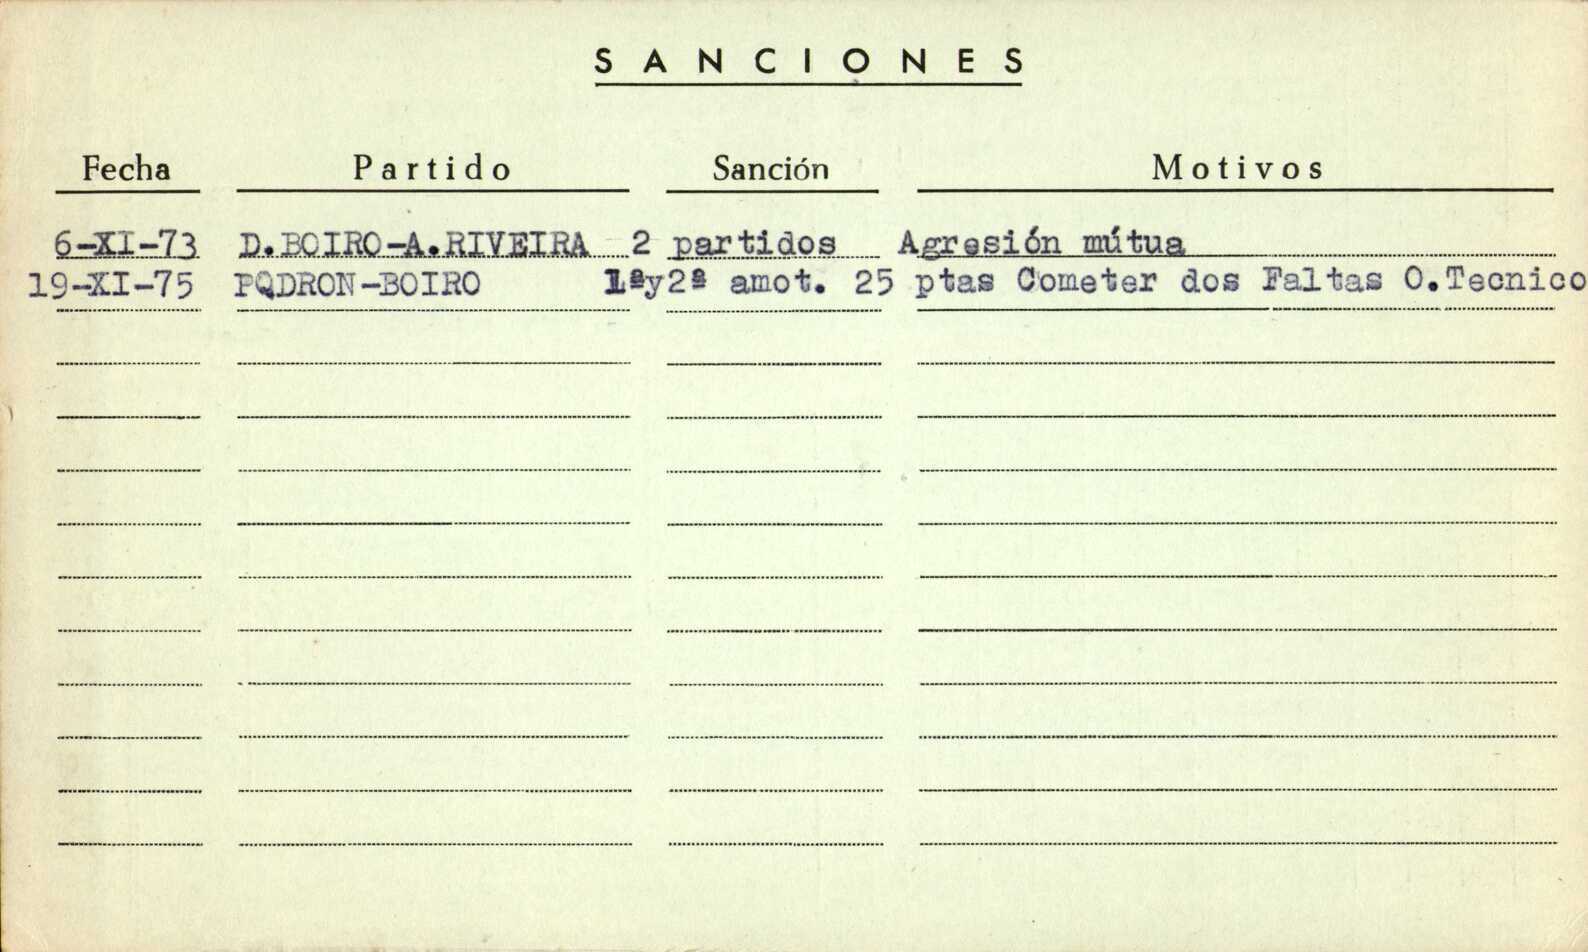 SANCIONES
Fecha Partido Sanción Motivos
6-XI-73 D.BOIRO-A.RIVEIRA 2 partidos Agresión mútua
19-XI-75 PQDRON-BOIRO 1ªy2ª amot. 25 ptas Cometer dos Faltas O.Tecnico